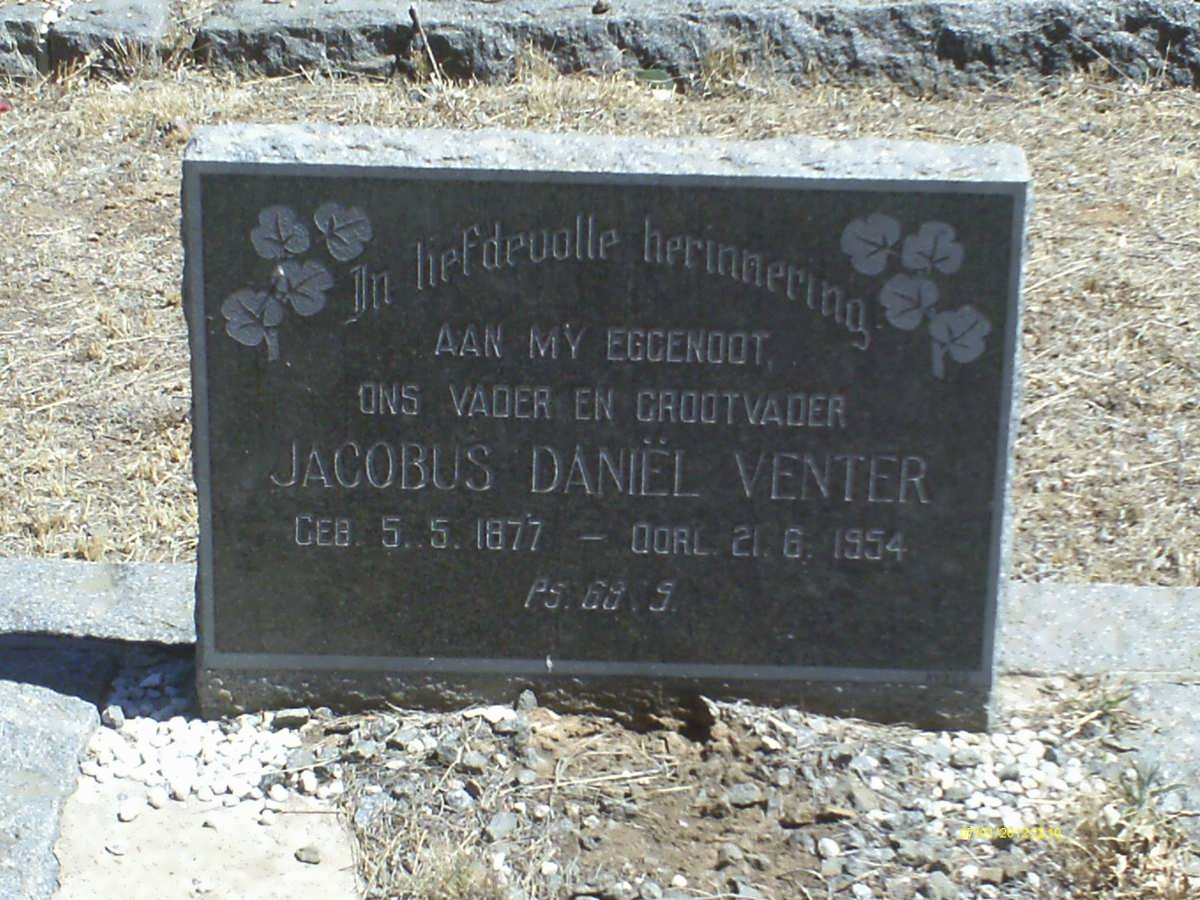 In liefdevolle herinnering
AAN MY EGGENOOT,
ONS VADER EN GROOTVADER
JACOBUS DANIËL VENTER
GEB. 5. 5. 1877 – OORL. 21. 6. 1954
Ps. 68. 9.